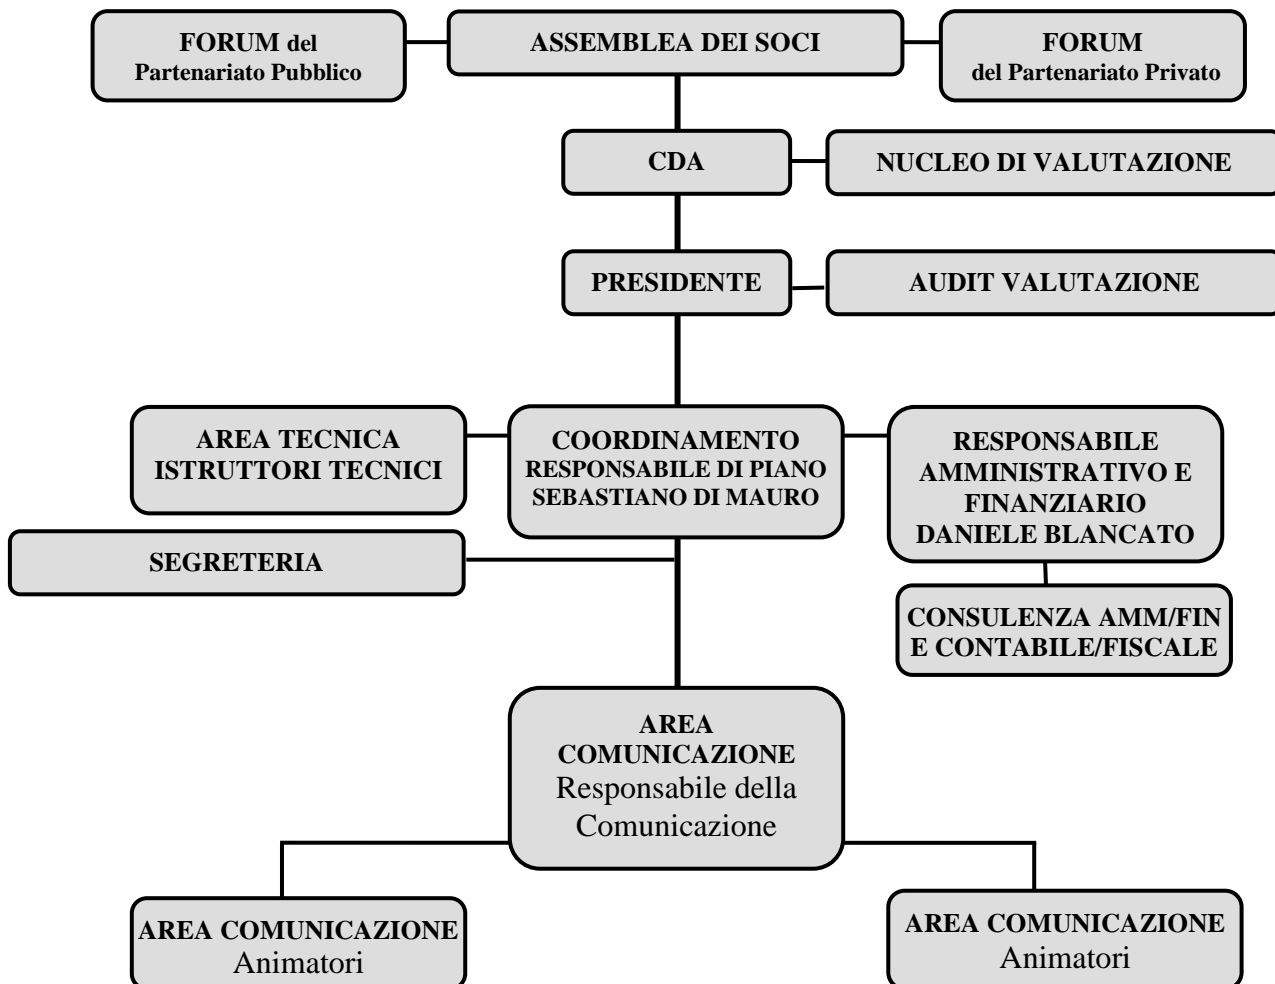 FORUM del
Partenariato Pubblico
ASSEMBLEA DEI SOCI
FORUM
del Partenariato Privato
CDA
NUCLEO DI VALUTAZIONE
PRESIDENTE
AUDIT VALUTAZIONE
AREA TECNICA
ISTRUTTORI TECNICI
COORDINAMENTO
RESPONSABILE DI PIANO
SEBASTIANO DI MAURO
RESPONSABILE
AMMINISTRATIVO E
FINANZIARIO
DANIELE BLANCATO
SEGRETERIA
CONSULENZA AMM/FIN
E CONTABILE/FISCALE
AREA
COMUNICAZIONE
Responsabile della
Comunicazione
AREA COMUNICAZIONE
Animatori
AREA COMUNICAZIONE
Animatori